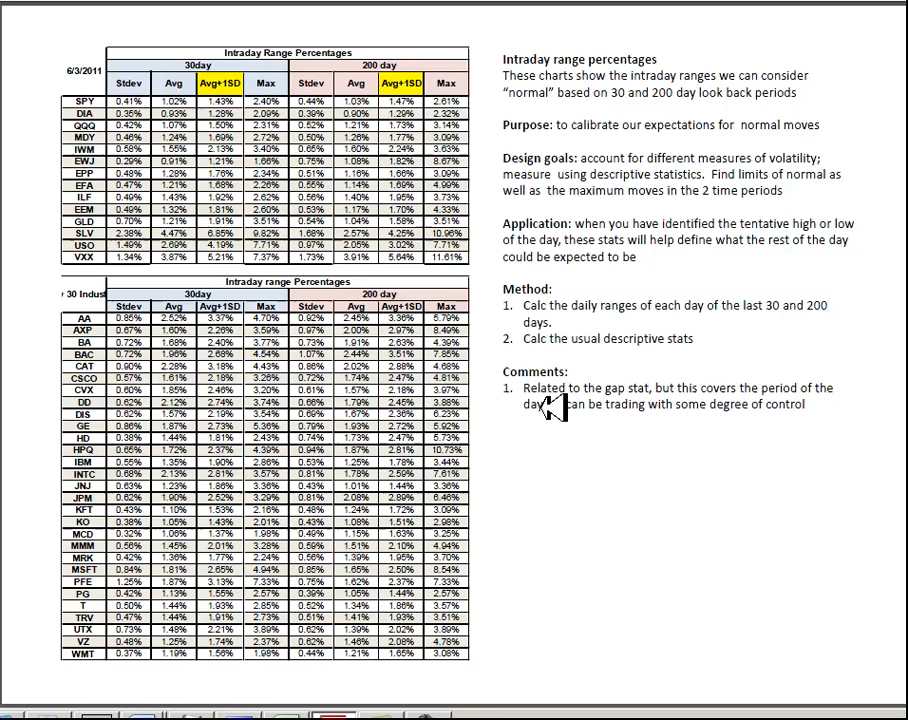 Intraday Range Percentages
6/3/2011 30day 200 day
Stdev Avg Avg+1SD Max Stdev Avg Avg+1SD Max
SPY 0.41% 1.02% 1.43% 2.40% 0.44% 1.03% 1.47% 2.61%
DIA 0.35% 0.93% 1.28% 2.09% 0.39% 0.90% 1.29% 2.32%
QQQ 0.42% 1.07% 1.50% 2.31% 0.52% 1.21% 1.73% 3.14%
MDY 0.46% 1.24% 1.69% 2.72% 0.50% 1.26% 1.77% 3.09%
IWM 0.58% 1.55% 2.13% 3.40% 0.65% 1.60% 2.24% 3.63%
EWJ 0.29% 0.91% 1.21% 1.66% 0.75% 1.08% 1.82% 8.67%
EPP 0.48% 1.28% 1.76% 2.34% 0.51% 1.16% 1.66% 3.09%
EFA 0.47% 1.21% 1.68% 2.26% 0.55% 1.14% 1.69% 4.99%
ILF 0.49% 1.43% 1.92% 2.62% 0.56% 1.40% 1.95% 3.73%
EEM 0.49% 1.32% 1.81% 2.60% 0.53% 1.17% 1.70% 4.33%
GLD 0.70% 1.21% 1.91% 3.51% 0.54% 1.04% 1.58% 3.51%
SLV 2.38% 4.47% 6.85% 9.82% 1.68% 2.57% 4.25% 10.96%
USO 1.49% 2.69% 4.19% 7.71% 0.97% 2.05% 3.02% 7.71%
VXX 1.34% 3.87% 5.21% 7.37% 1.73% 3.91% 5.64% 11.61%
Intraday range Percentages
r 30 Indust 30day 200 day
Stdev Avg Avg+1SD Max Stdev Avg Avg+1SD Max
AA 0.85% 2.52% 3.37% 4.70% 0.92% 2.45% 3.36% 5.79%
AXP 0.67% 1.60% 2.26% 3.59% 0.97% 2.00% 2.97% 8.49%
BA 0.72% 1.68% 2.40% 3.77% 0.73% 1.91% 2.63% 4.39%
BAC 0.72% 1.96% 2.68% 4.54% 1.07% 2.44% 3.51% 7.85%
CAT 0.90% 2.28% 3.18% 4.43% 0.86% 2.02% 2.88% 4.68%
CSCO 0.57% 1.61% 2.18% 3.26% 0.72% 1.74% 2.47% 4.81%
CVX 0.60% 1.85% 2.46% 3.20% 0.61% 1.57% 2.18% 3.97%
DD 0.62% 2.12% 2.74% 3.74% 0.66% 1.79% 2.45% 3.88%
DIS 0.62% 1.57% 2.19% 3.54% 0.69% 1.67% 2.36% 6.23%
GE 0.86% 1.87% 2.73% 5.36% 0.79% 1.93% 2.72% 5.92%
HD 0.38% 1.44% 1.81% 2.43% 0.74% 1.73% 2.47% 5.73%
HPQ 0.65% 1.72% 2.37% 4.39% 0.94% 1.87% 2.81% 10.73%
IBM 0.55% 1.35% 1.90% 2.86% 0.53% 1.25% 1.78% 3.44%
INTC 0.68% 2.13% 2.81% 3.57% 0.81% 1.78% 2.59% 7.61%
JNJ 0.63% 1.23% 1.86% 3.36% 0.43% 1.01% 1.44% 3.36%
JPM 0.62% 1.90% 2.52% 3.29% 0.81% 2.08% 2.89% 6.46%
KFT 0.43% 1.10% 1.53% 2.16% 0.48% 1.24% 1.72% 3.09%
KO 0.38% 1.05% 1.43% 2.01% 0.43% 1.08% 1.51% 2.98%
MCD 0.32% 1.06% 1.37% 1.98% 0.49% 1.15% 1.63% 3.25%
MMM 0.56% 1.45% 2.01% 3.28% 0.59% 1.51% 2.10% 4.94%
MRK 0.42% 1.36% 1.77% 2.24% 0.56% 1.39% 1.95% 3.70%
MSFT 0.84% 1.81% 2.65% 4.94% 0.85% 1.65% 2.50% 8.54%
PFE 1.25% 1.87% 3.13% 7.33% 0.75% 1.62% 2.37% 7.33%
PG 0.42% 1.13% 1.55% 2.57% 0.39% 1.05% 1.44% 2.57%
T 0.50% 1.44% 1.93% 2.85% 0.52% 1.34% 1.86% 3.57%
TRV 0.47% 1.44% 1.91% 2.73% 0.51% 1.41% 1.93% 3.51%
UTX 0.73% 1.48% 2.21% 3.89% 0.62% 1.39% 2.02% 3.89%
VZ 0.48% 1.25% 1.74% 2.37% 0.62% 1.46% 2.08% 4.78%
WMT 0.37% 1.19% 1.56% 1.98% 0.44% 1.21% 1.65% 3.08%
Intraday range percentages
These charts show the intraday ranges we can consider
“normal” based on 30 and 200 day look back periods
Purpose: to calibrate our expectations for normal moves
Design goals: account for different measures of volatility;
measure using descriptive statistics. Find limits of normal as
well as the maximum moves in the 2 time periods
Application: when you have identified the tentative high or low
of the day, these stats will help define what the rest of the day
could be expected to be
Method:
1. Calc the daily ranges of each day of the last 30 and 200
days.
2. Calc the usual descriptive stats
Comments:
1. Related to the gap stat, but this covers the period of the
day can be trading with some degree of control